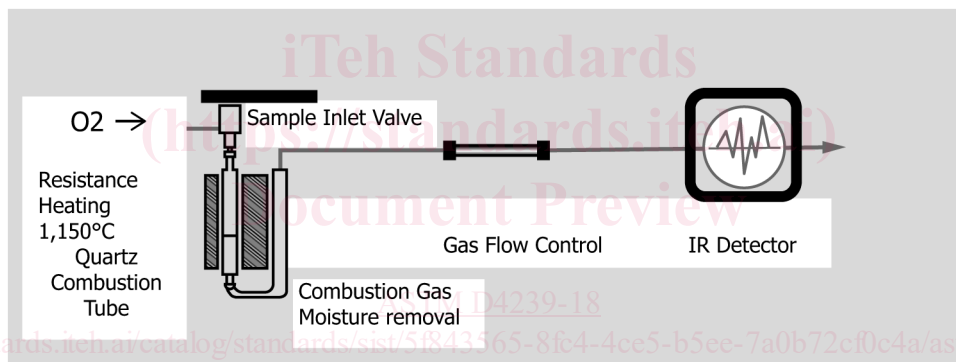 iTeh Standards
(https://standards.iteh.ai)
Document Preview
O2 →
Sample Inlet Valve
Resistance
Heating
1,150°C
Quartz
Combustion
Tube
Gas Flow Control
IR Detector
Combustion Gas
Moisture removal
ASTM D4239-18
ards.iteh.ai/catalog/standards/sist/5f843565-8fc4-4ce5-b5ee-7a0b72cf0c4a/as